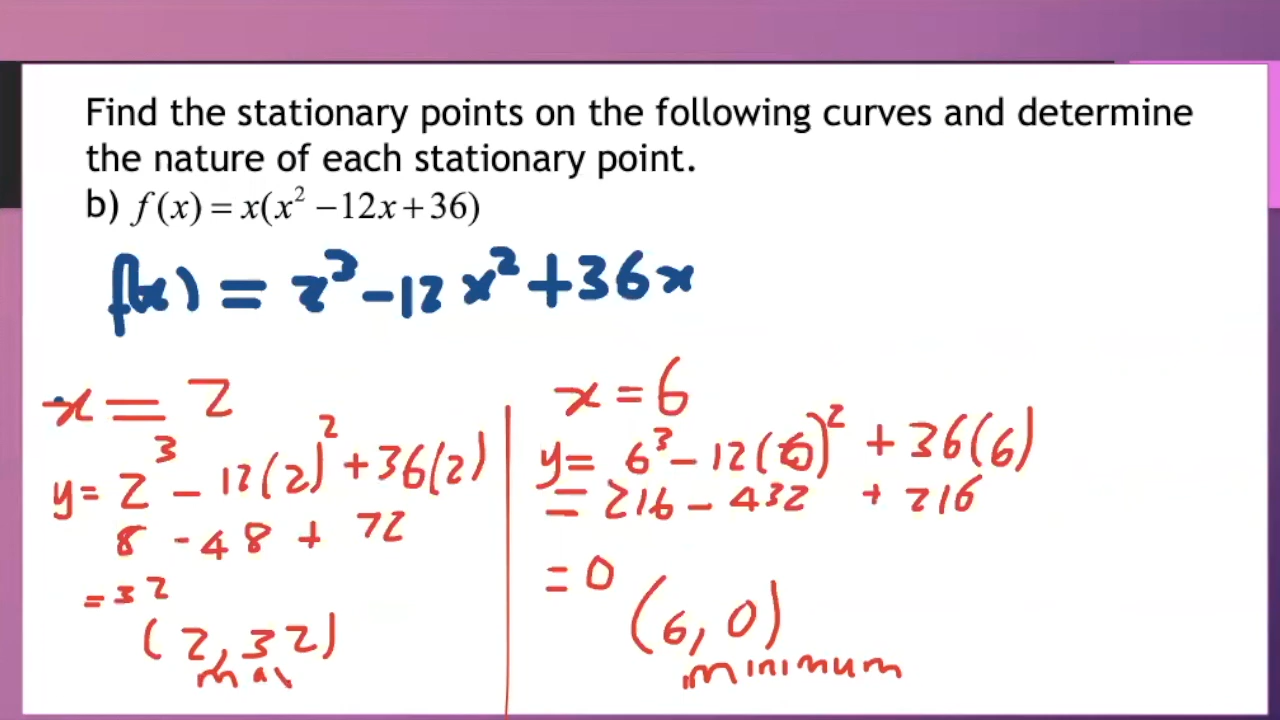 Find the stationary points on the following curves and determine
the nature of each stationary point.
b) f(x) = x(x² −12x+36)
f(x) = x³ −12x² +36x
x = 2
y= 2³ − 12(2)² +36(2)
8 - 48 + 72
= 32
(2, 32)
max
x = 6
y= 6³ − 12(6)² + 36(6)
= 216 − 432 + 216
= 0
(6, 0)
minimum